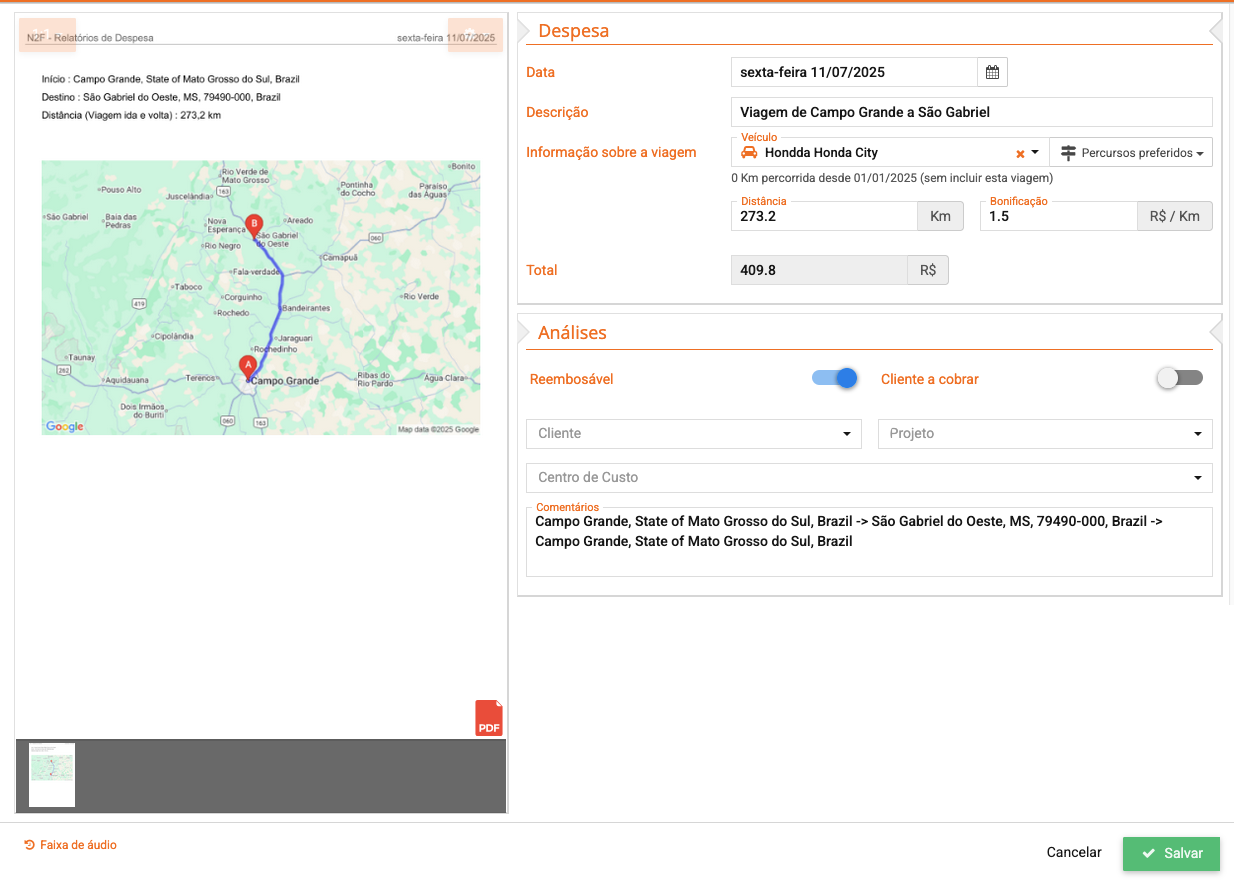 N2F - Relatórios de Despesa
sexta-feira 11/07/2025
Início : Campo Grande, State of Mato Grosso do Sul, Brazil
Destino : São Gabriel do Oeste, MS, 79490-000, Brazil
Distância (Viagem ida e volta) : 273,2 km
Bonito
Rio Verde de
Mato Grosso
Pouso Alto
163
Juscelândia
Pontinha
do Cocho
Paraíso
das Águas
São Gabriel
Baia das
Pedras
Nova
Esperança
B
Areado
São Gabriel
do Oeste
060
Rio Negro
Camapuã
Fala-verdade
Taboco
Corguinho
Rio Verde
419
Rochedo
Bandeirantes
Cipolândia
Jaraguari
Rochedinho
Taunay
A
262
Aquidauana
Terenos
Campo Grande
Ribas do
Rio Pardo
Água Clara
Dois Irmãos
do Buriti
060
163
Google
Map data ©2025 Google
PDF
Despesa
Data
sexta-feira 11/07/2025
Descrição
Viagem de Campo Grande a São Gabriel
Informação sobre a viagem
Veículo
Hondda Honda City
Percursos preferidos
0 Km percorrida desde 01/01/2025 (sem incluir esta viagem)
Distância
273.2
Km
Bonificação
1.5
R$ / Km
Total
409.8
R$
Análises
Reembosável
Cliente a cobrar
Cliente
Projeto
Centro de Custo
Comentários
Campo Grande, State of Mato Grosso do Sul, Brazil -> São Gabriel do Oeste, MS, 79490-000, Brazil ->
Campo Grande, State of Mato Grosso do Sul, Brazil
Faixa de áudio
Cancelar
Salvar